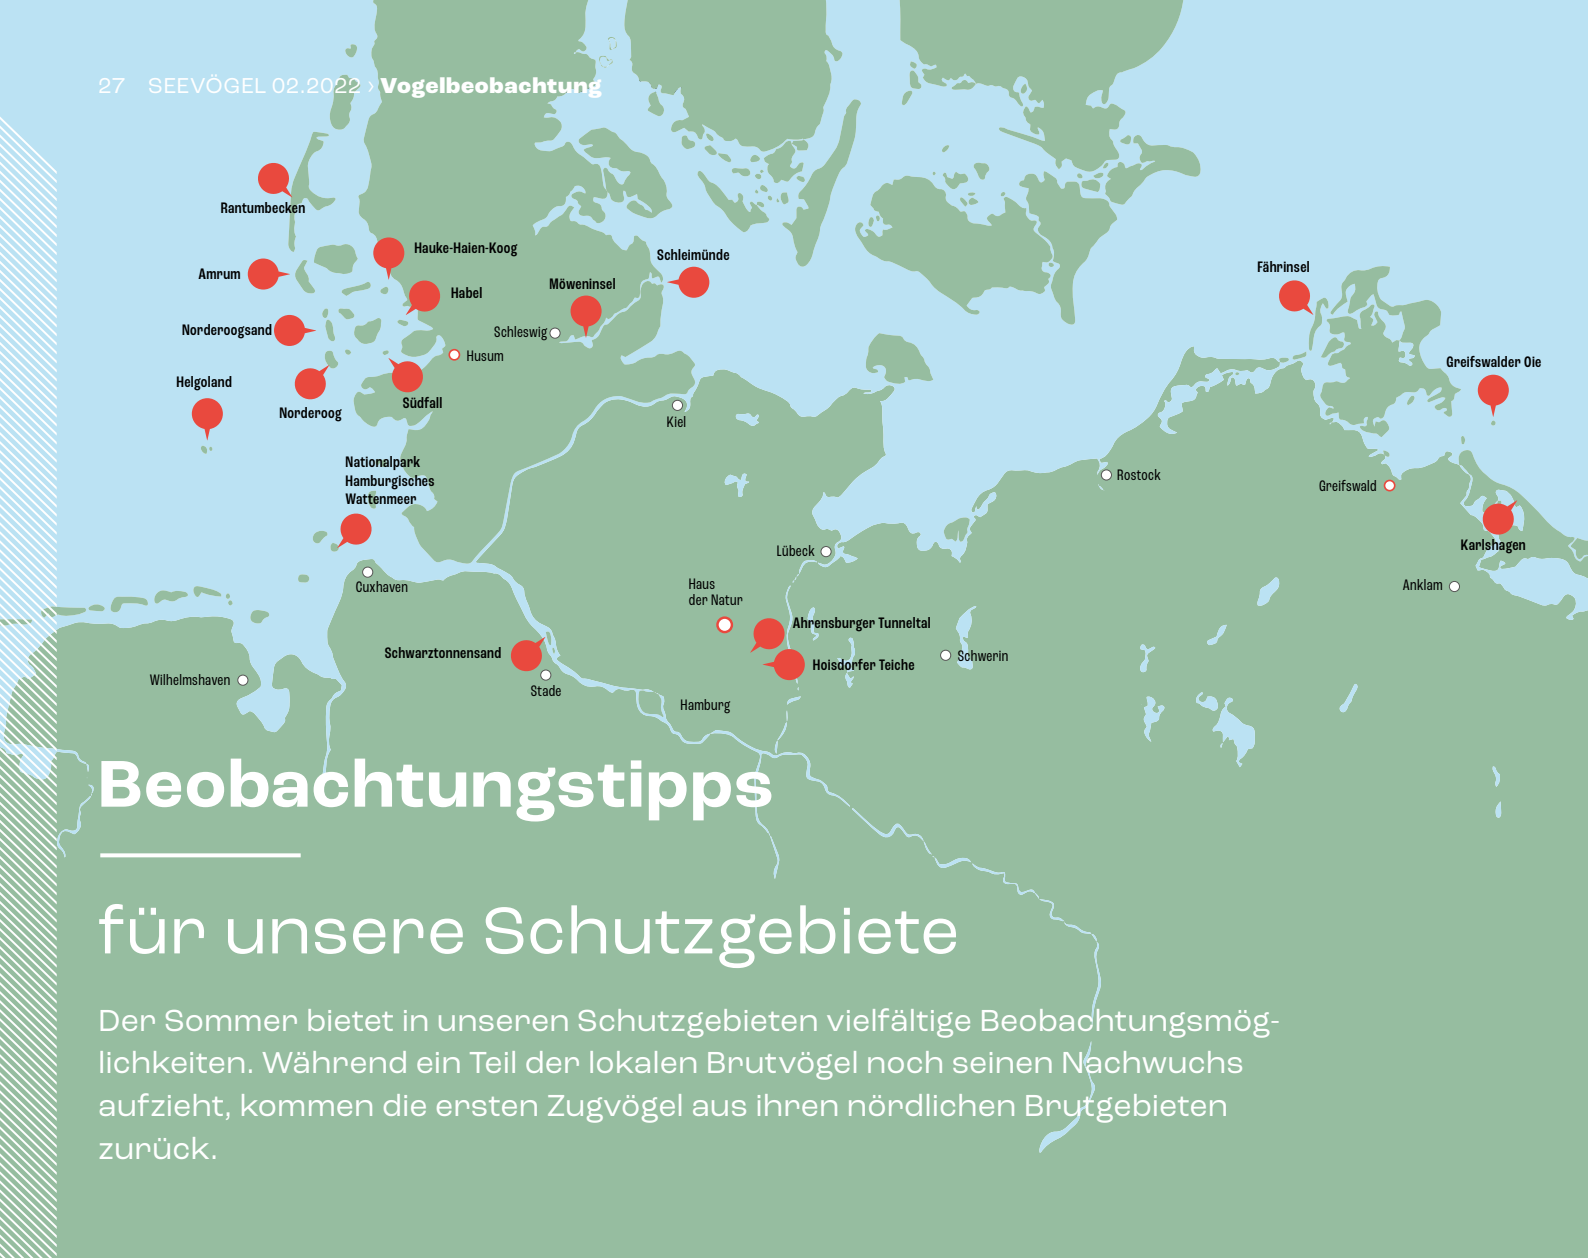 27 SEEVÖGEL 02.2022 › Vogelbeobachtung
Rantumbecken
Hauke-Haien-Koog
Schleimünde
Fährinsel
Amrum
Habel
Möweninsel
Norderoogsand
Schleswig
Husum
Greifswalder Oie
Helgoland
Südfall
Norderoog
Kiel
Nationalpark
Hamburgisches
Wattenmeer
Rostock
Greifswald
Karlshagen
Lübeck
Cuxhaven
Haus
der Natur
Anklam
Ahrensburger Tunneltal
Schwarztonnensand
Hoisdorfer Teiche
Schwerin
Wilhelmshaven
Stade
Hamburg
Beobachtungstipps
für unsere Schutzgebiete
Der Sommer bietet in unseren Schutzgebieten vielfältige Beobachtungsmög-
lichkeiten. Während ein Teil der lokalen Brutvögel noch seinen Nachwuchs
aufzieht, kommen die ersten Zugvögel aus ihren nördlichen Brutgebieten
zurück.